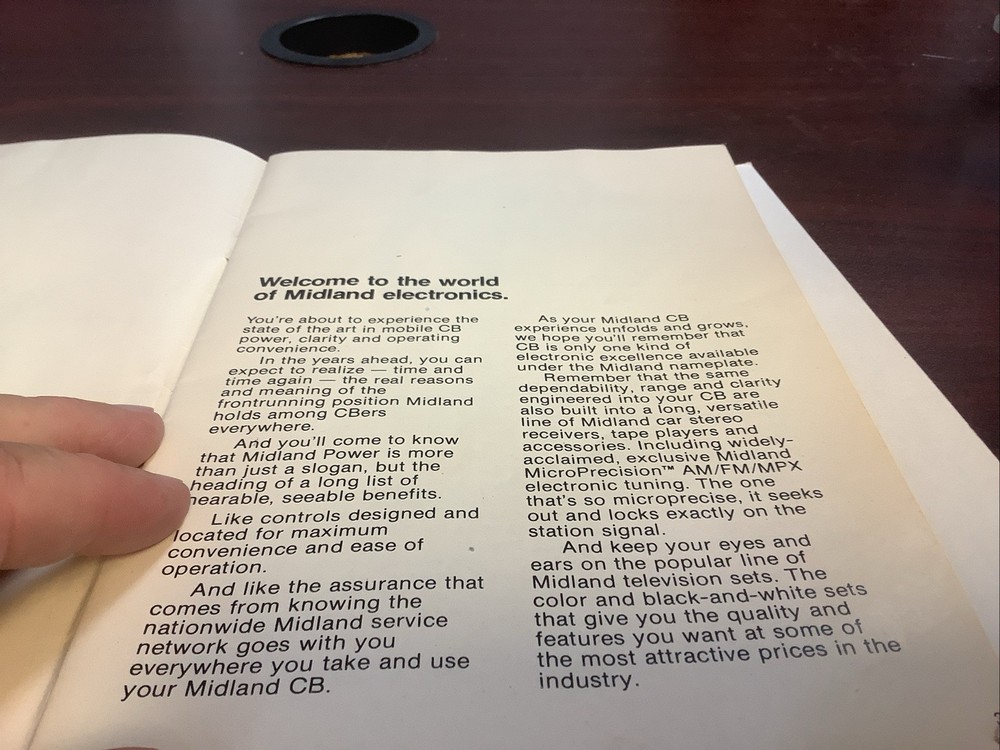 Welcome to the world
of Midland electronics.
You're about to experience the
state of the art in mobile CB
power, clarity and operating
convenience.
In the years ahead, you can
expect to realize — time and
time again — the real reasons
and meaning of the
frontrunning position Midland
holds among CBers
everywhere.
And you'll come to know
that Midland Power is more
than just a slogan, but the
heading of a long list of
hearable, seeable benefits.
Like controls designed and
located for maximum
convenience and ease of
operation.
And like the assurance that
comes from knowing the
nationwide Midland service
network goes with you
everywhere you take and use
your Midland CB.
As your Midland CB
experience unfolds and grows,
we hope you'll remember that
CB is only one kind of
electronic excellence available
under the Midland nameplate.
Remember that the same
dependability, range and clarity
engineered into your CB are
also built into a long, versatile
line of Midland car stereo
receivers, tape players and
accessories. Including widely-
acclaimed, exclusive Midland
MicroPrecision™ AM/FM/MPX
electronic tuning. The one
that's so microprecise, it seeks
out and locks exactly on the
station signal.
And keep your eyes and
ears on the popular line of
Midland television sets. The
color and black-and-white sets
that give you the quality and
features you want at some of
the most attractive prices in the
industry.